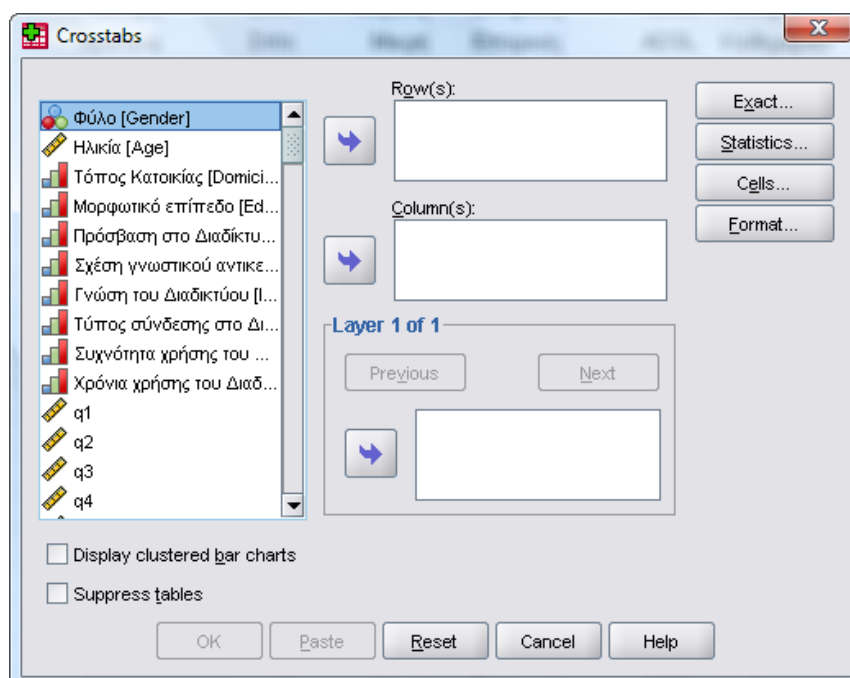 Crosstabs
Φύλο [Gender]
Ηλικία [Age]
Τόπος Κατοικίας [Domici...
Μορφωτικό επίπεδο [Ed...
Πρόσβαση στο Διαδίκτυ...
Σχέση γνωστικού αντικε...
Γνώση του Διαδικτύου [I...
Τύπος σύνδεσης στο Δι...
Συχνότητα χρήσης του ...
Χρόνια χρήσης του Διαδ...
q1
q2
q3
q4
Row(s):
Column(s):
Layer 1 of 1
Previous
Next
Exact...
Statistics...
Cells...
Format...
Display clustered bar charts
Suppress tables
OK
Paste
Reset
Cancel
Help